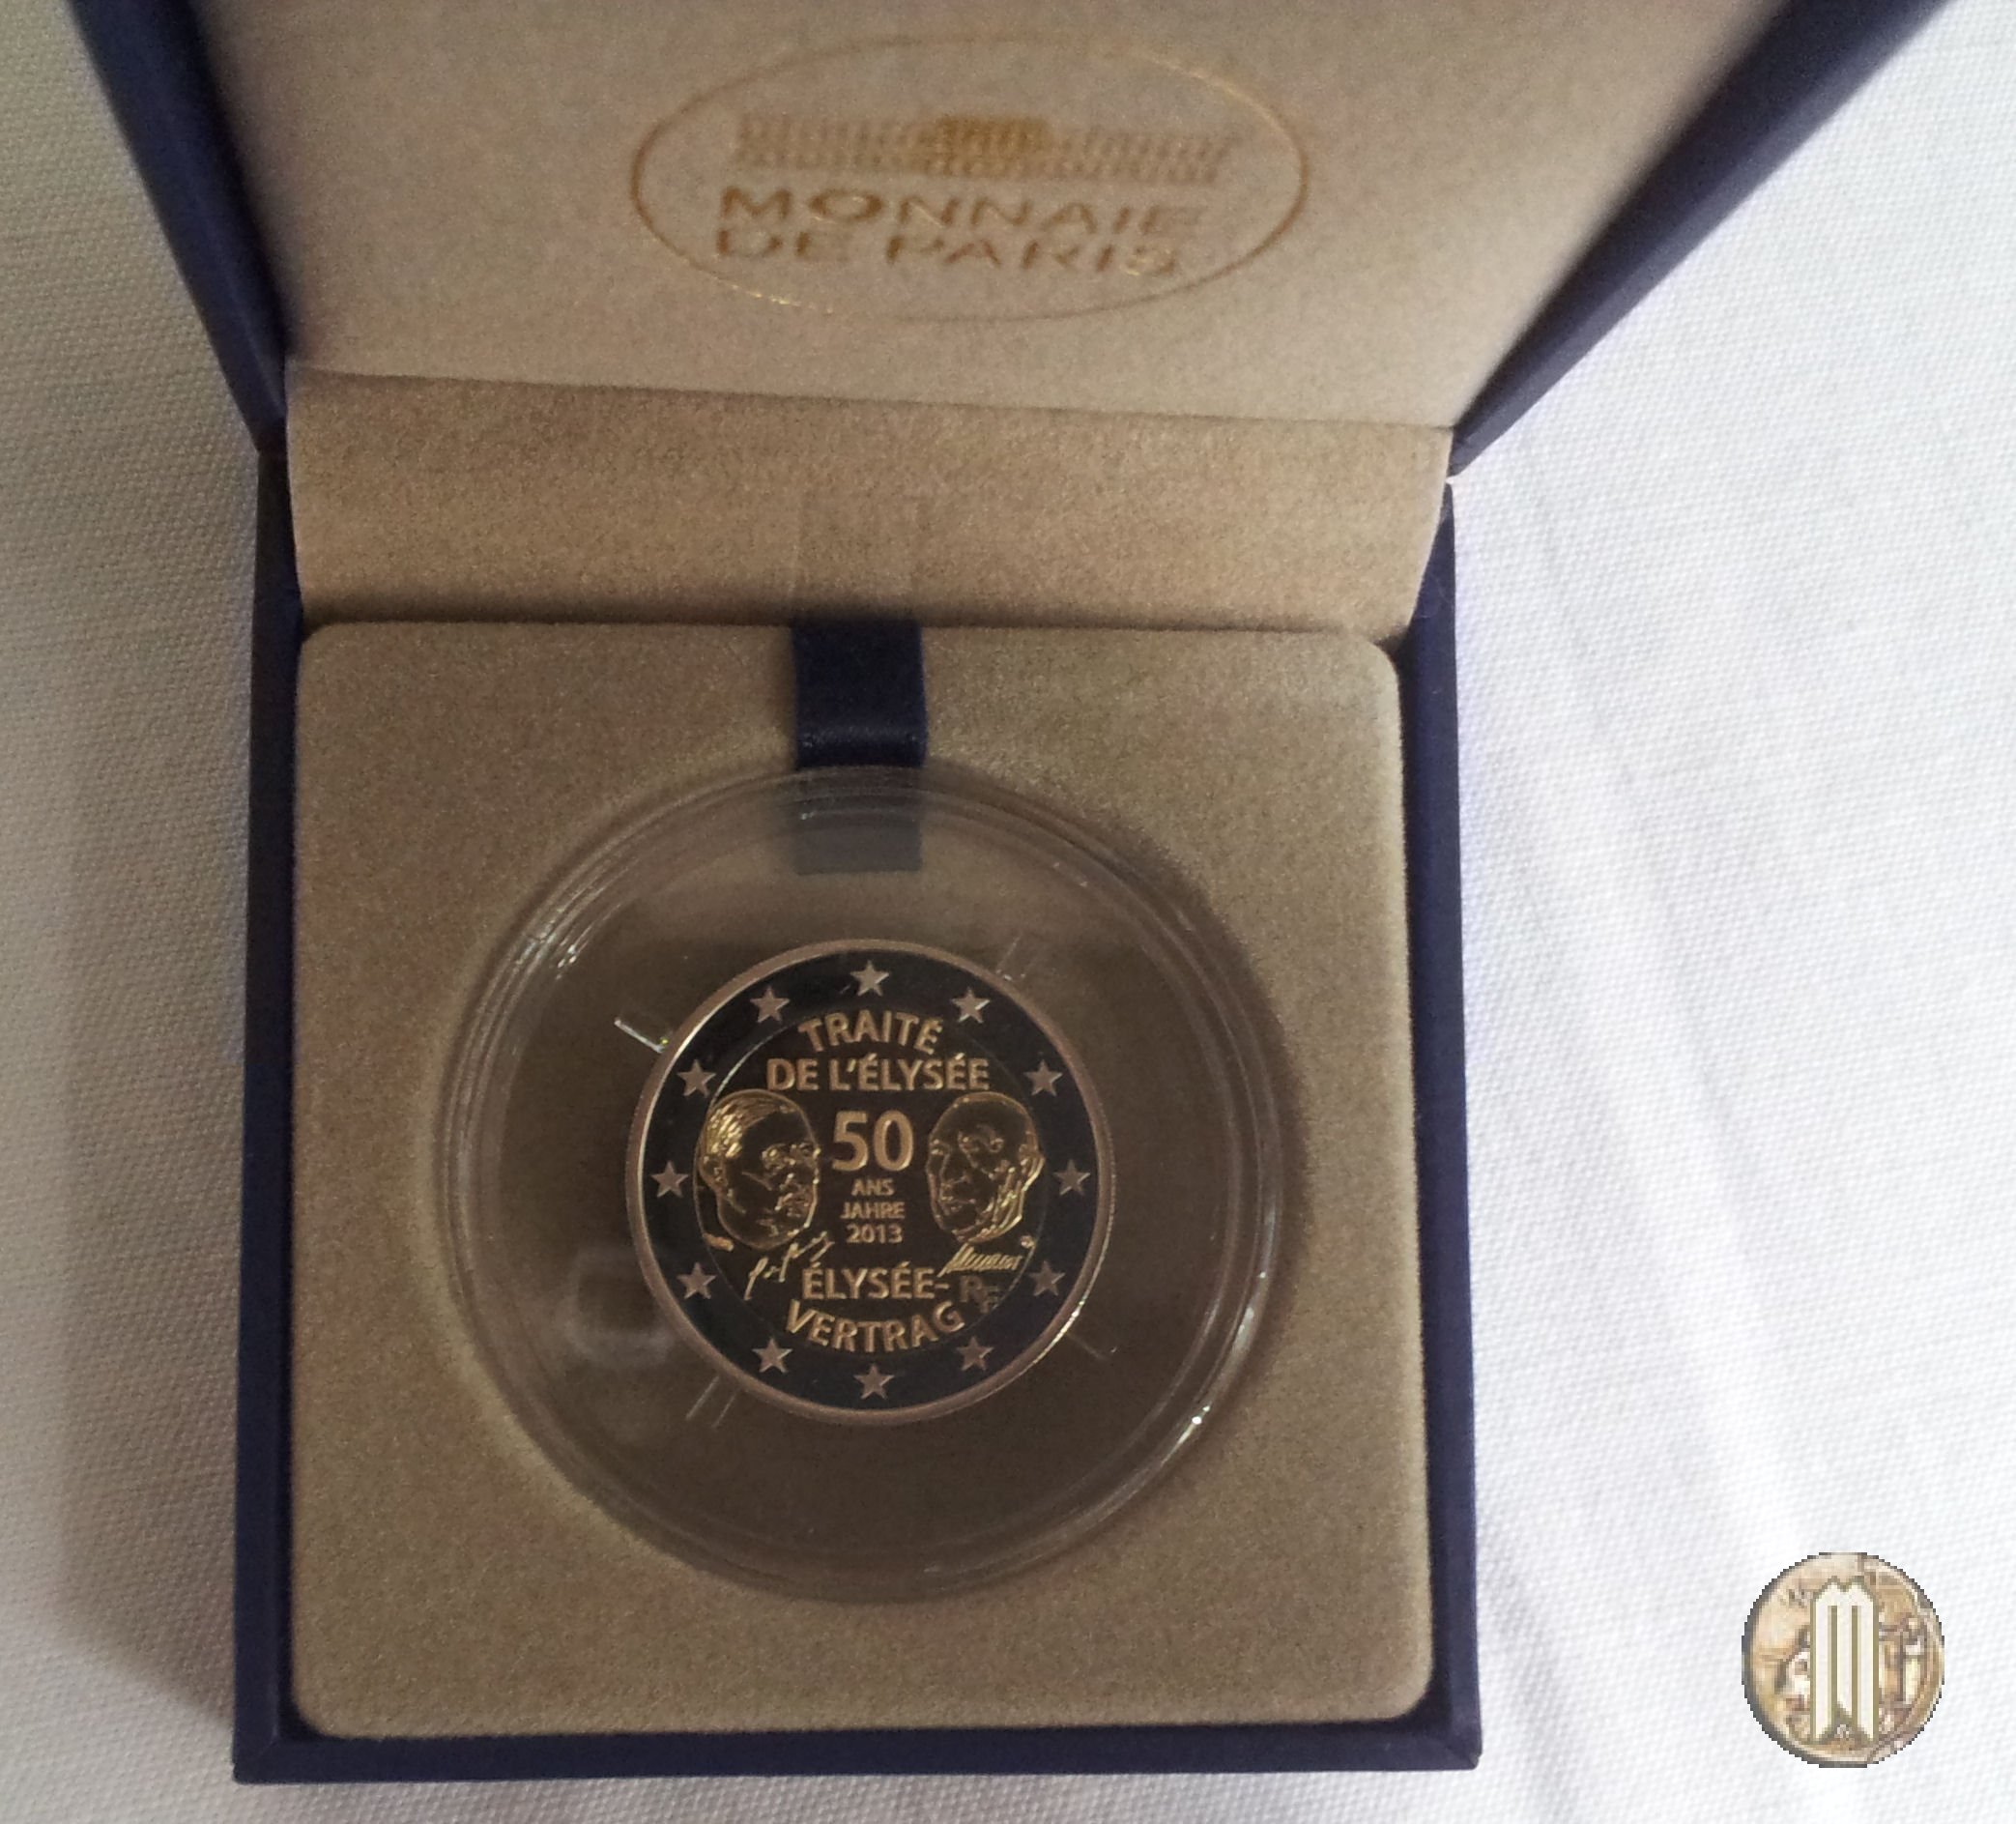 MONNAIE
DE PARIS
TRAITÉ
DE L'ÉLYSÉE
50
ANS
JAHRE
2013
ÉLYSÉE-
RF
VERTRAG
M